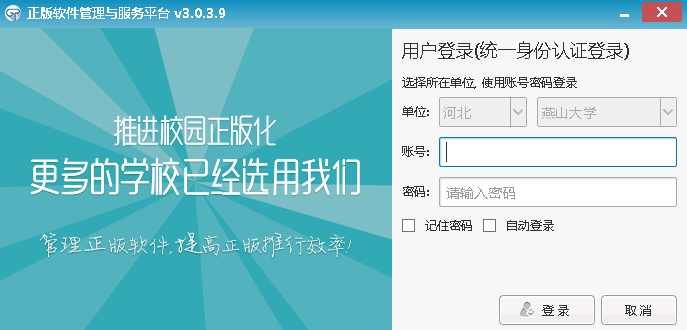 正版软件管理与服务平台 v3.0.3.9
推进校园正版化
更多的学校已经选用我们
管理正版软件,提高正版推行效率!
用户登录(统一身份认证登录)
选择所在单位, 使用账号密码登录
单位: 河北 燕山大学
账号:
密码: 请输入密码
记住密码 自动登录
登 录 取消